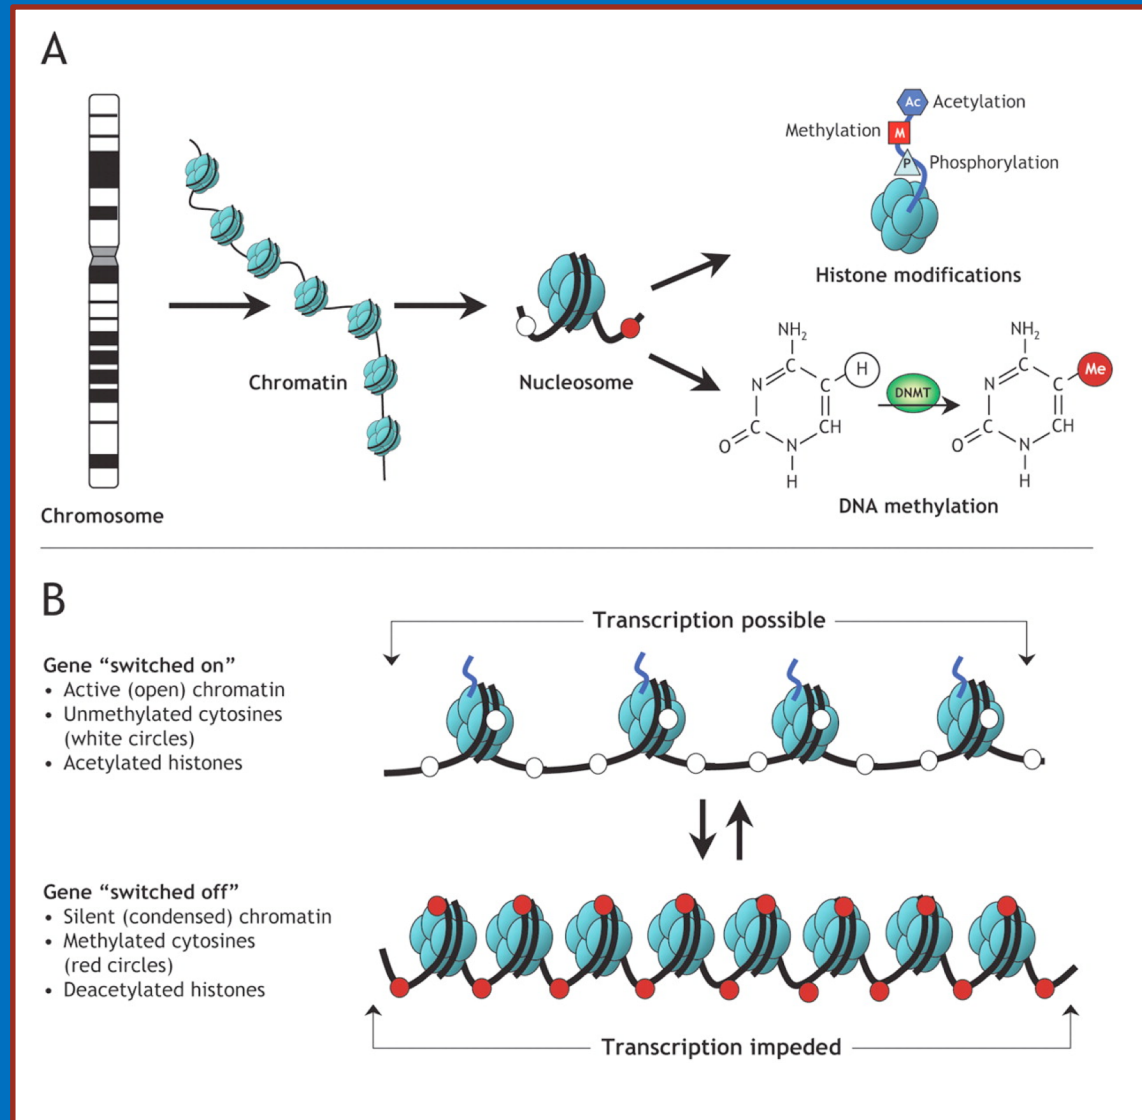 A
Ac Acetylation
Methylation M
P Phosphorylation
Histone modifications
Chromatin
Nucleosome
Chromosome
NH2
N
C
C
H
DNMT
O
C
N
CH
H
NH2
N
C
C
Me
O
C
N
CH
H
DNA methylation
B
Transcription possible
Gene “switched on”
• Active (open) chromatin
• Unmethylated cytosines
(white circles)
• Acetylated histones
Gene “switched off”
• Silent (condensed) chromatin
• Methylated cytosines
(red circles)
• Deacetylated histones
Transcription impeded